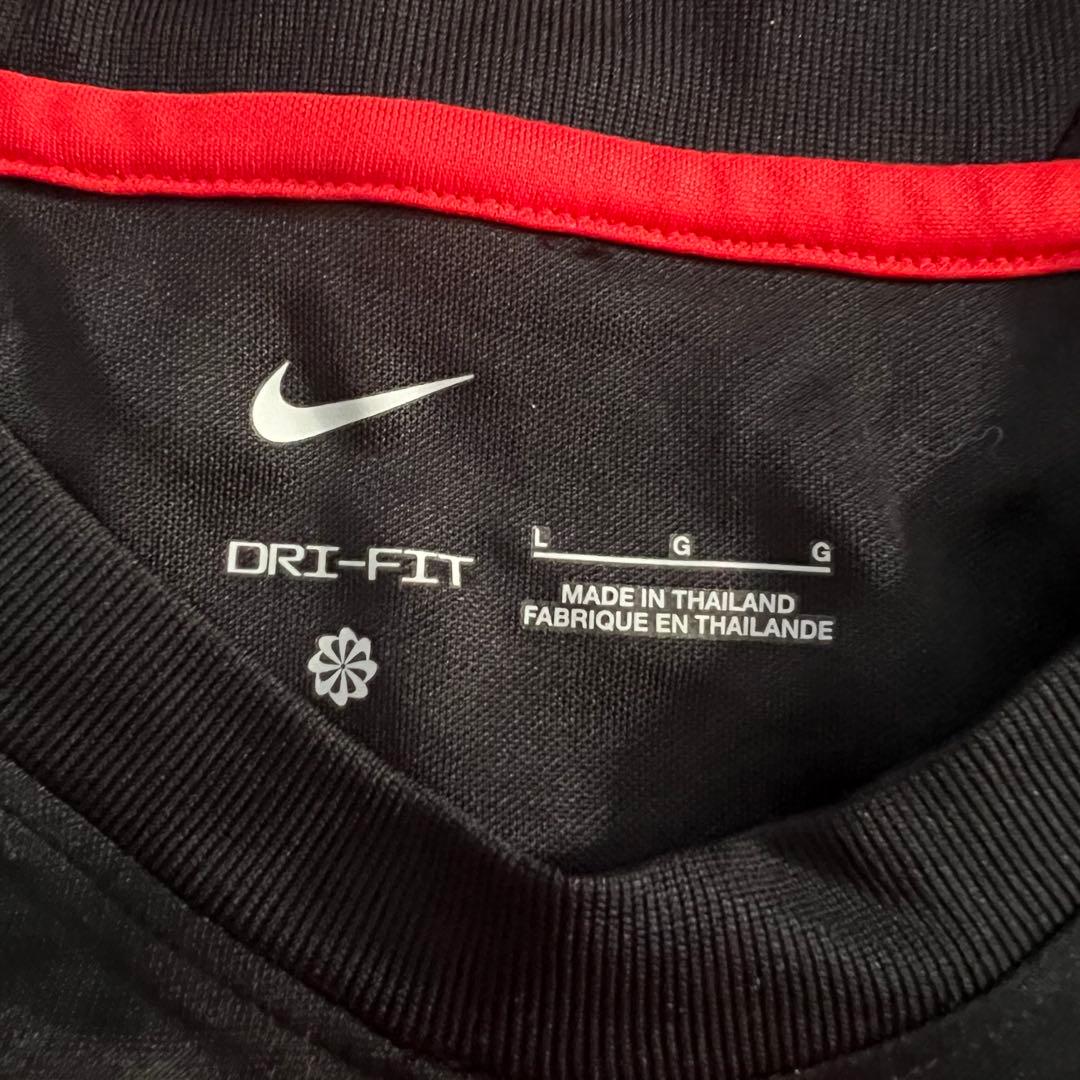 DRI-FIT
L G G
MADE IN THAILAND
FABRIQUE EN THAILANDE